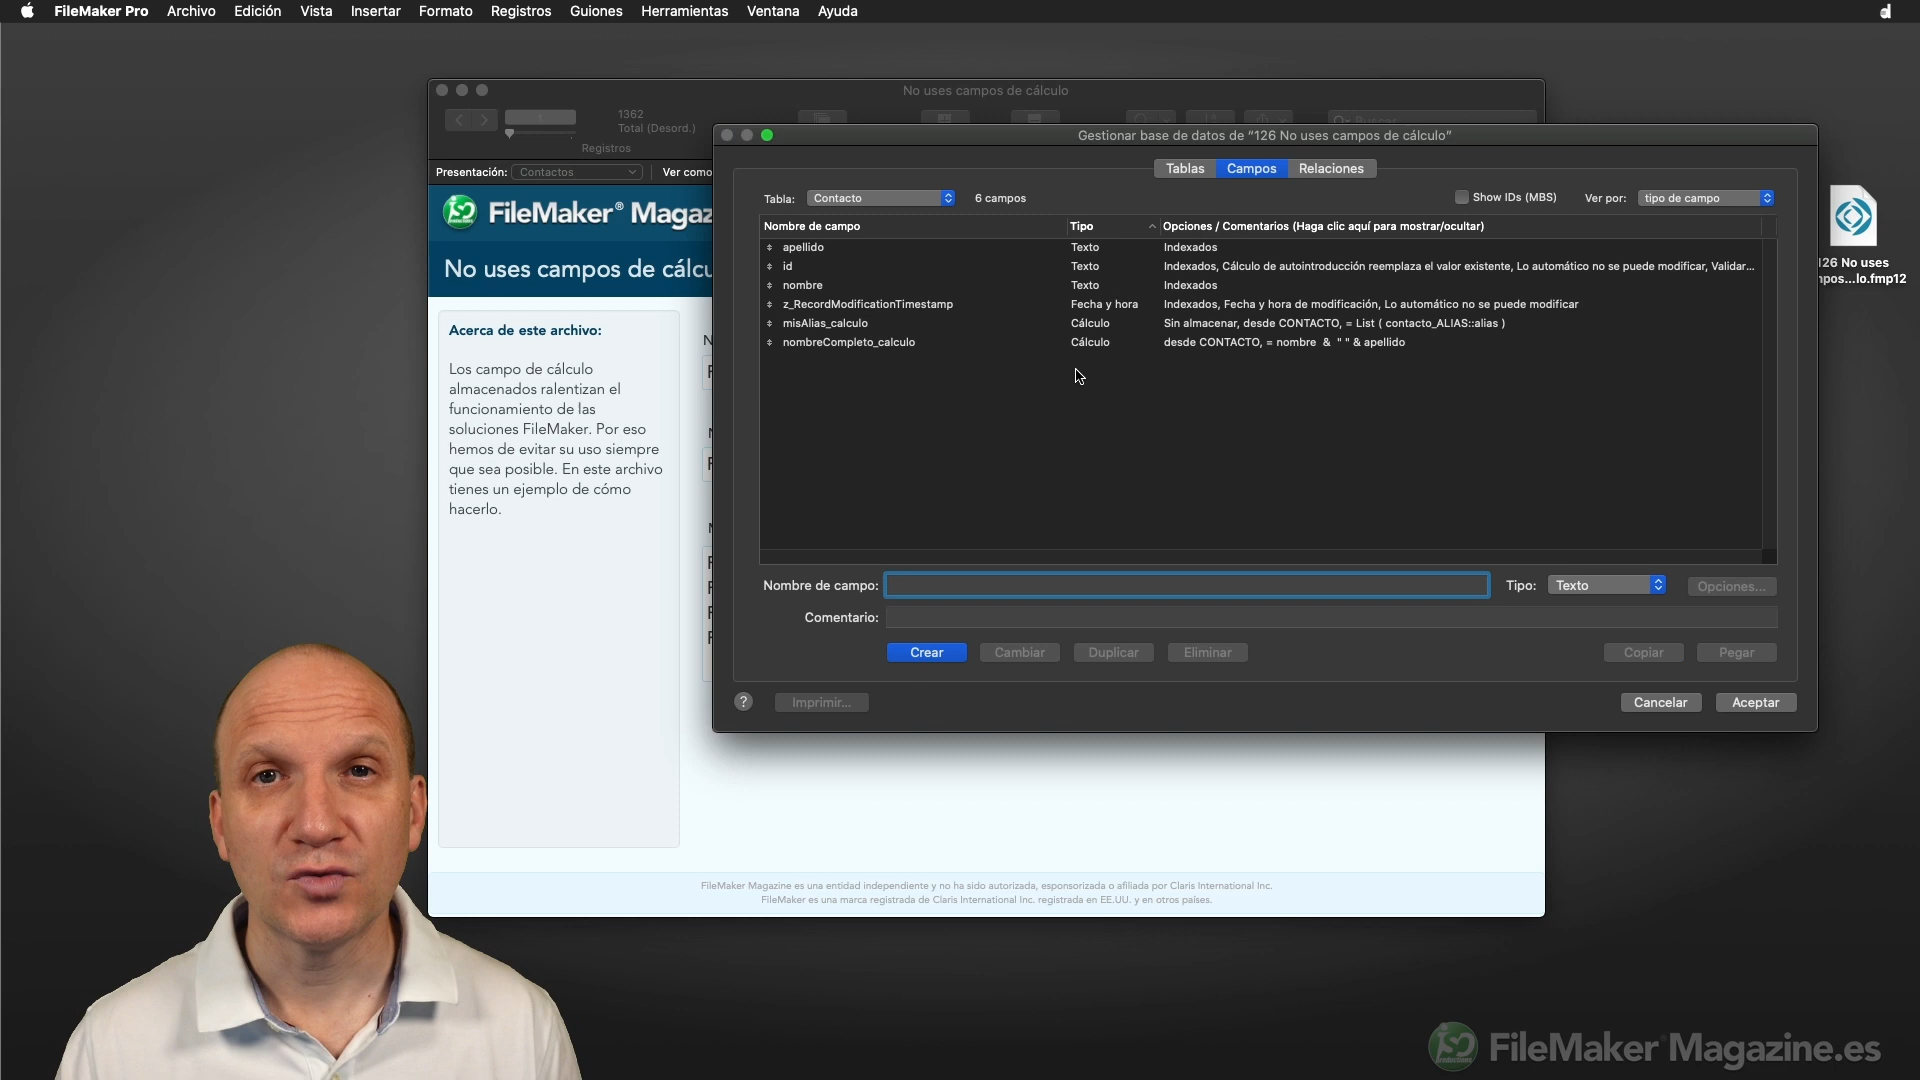 FileMaker Pro Archivo Edición Vista Insertar Formato Registros Guiones Herramientas Ventana Ayuda
No uses campos de cálculo
1362
Total (Desord.)
Registros
Buscar
Presentación: Contactos Ver como
FileMaker® Magaz
No uses campos de cálcu
Acerca de este archivo:
Los campo de cálculo
almacenados ralentizan el
funcionamiento de las
soluciones FileMaker. Por eso
hemos de evitar su uso siempre
que sea posible. En este archivo
tienes un ejemplo de cómo
hacerlo.
Gestionar base de datos de "126 No uses campos de cálculo"
Tablas Campos Relaciones
Tabla: Contacto 6 campos Show IDs (MBS) Ver por: tipo de campo
Nombre de campo Tipo Opciones / Comentarios (Haga clic aquí para mostrar/ocultar)
apellido Texto Indexados
id Texto Indexados, Cálculo de autointroducción reemplaza el valor existente, Lo automático no se puede modificar, Validar...
nombre Texto Indexados
z_RecordModificationTimestamp Fecha y hora Indexados, Fecha y hora de modificación, Lo automático no se puede modificar
misAlias_calculo Cálculo Sin almacenar, desde CONTACTO, = List ( contacto_ALIAS::alias )
nombreCompleto_calculo Cálculo desde CONTACTO, = nombre & " " & apellido
Nombre de campo: Tipo: Texto Opciones...
Comentario:
Crear Cambiar Duplicar Eliminar Copiar Pegar
? Imprimir... Cancelar Aceptar
126 No uses
mpos...lo.fmp12
FileMaker Magazine es una entidad independiente y no ha sido autorizada, esponsorizada o afiliada por Claris International Inc.
FileMaker es una marca registrada de Claris International Inc. registrada en EE.UU. y en otros países.
FileMaker Magazine.es